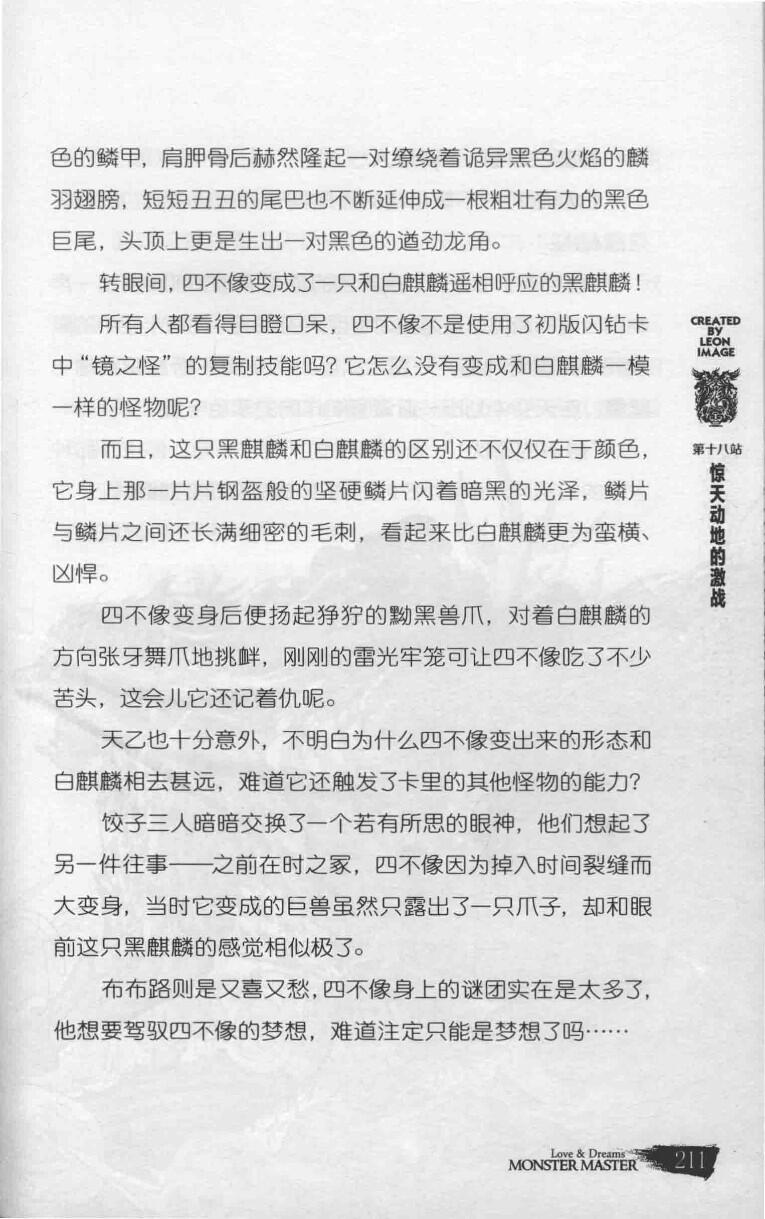 色的鳞甲，肩胛骨后赫然隆起一对缭绕着诡异黑色火焰的麟
羽翅膀，短短丑丑的尾巴也不断延伸成一根粗壮有力的黑色
巨尾，头顶上更是生出一对黑色的遒劲龙角。
转眼间，四不像变成了一只和白麒麟遥相呼应的黑麒麟！
所有人都看得目瞪口呆，四不像不是使用了初版闪钻卡
中“镜之怪”的复制技能吗？它怎么没有变成和白麒麟一模
一样的怪物呢？
而且，这只黑麒麟和白麒麟的区别还不仅仅在于颜色，
它身上那一片片钢盔般的坚硬鳞片闪着暗黑的光泽，鳞片
与鳞片之间还长满细密的毛刺，看起来比白麒麟更为蛮横、
凶悍。
四不像变身后便扬起狰狞的黝黑兽爪，对着白麒麟的
方向张牙舞爪地挑衅，刚刚的雷光牢笼可让四不像吃了不少
苦头，这会儿它还记着仇呢。
天乙也十分意外，不明白为什么四不像变出来的形态和
白麒麟相去甚远，难道它还触发了卡里的其他怪物的能力？
饺子三人暗暗交换了一个若有所思的眼神，他们想起了
另一件往事——之前在时之冢，四不像因为掉入时间裂缝而
大变身，当时它变成的巨兽虽然只露出了一只爪子，却和眼
前这只黑麒麟的感觉相似极了。
布布路则是又喜又愁，四不像身上的谜团实在是太多了，
他想要驾驭四不像的梦想，难道注定只能是梦想了吗……
CREATED
BY
LEON
IMAGE
第十八站
惊天动地的激战
Love & Dreams
MONSTER MASTER
211